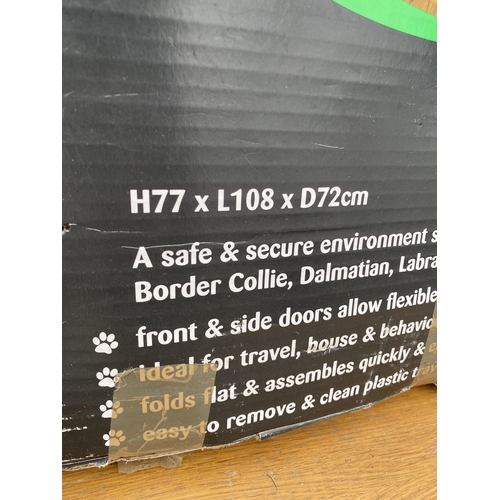 H77 x L108 x D72cm
A safe & secure environment s
Border Collie, Dalmatian, Labra
front & side doors allow flexible
ideal for travel, house & behavio
folds flat & assembles quickly & e
easy to remove & clean plastic tra